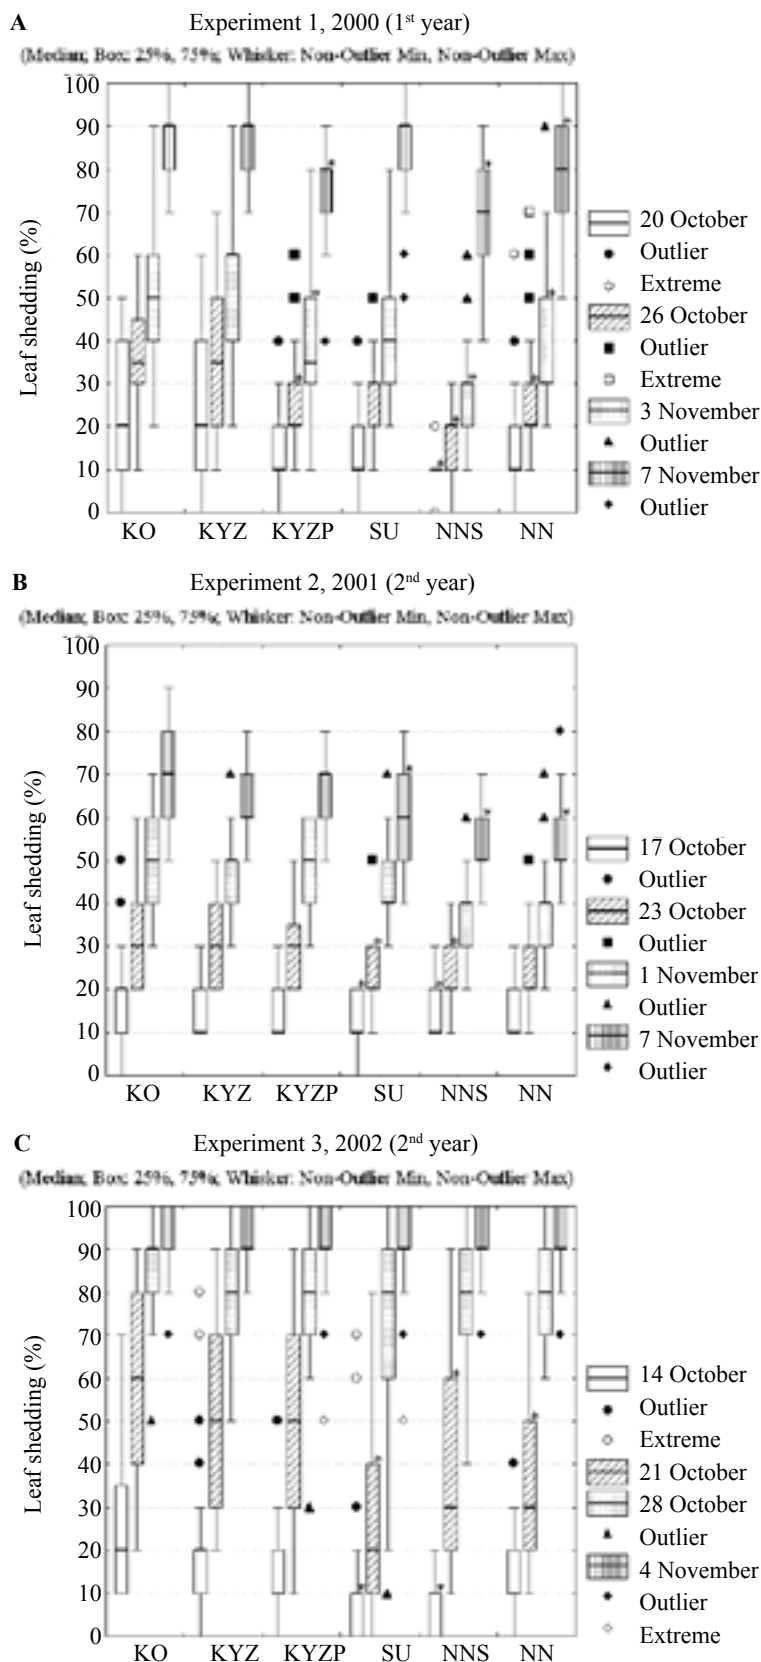 A Experiment 1, 2000 (1st year)
(Median; Box: 25%, 75%; Whisker: Non-Outlier Min, Non-Outlier Max)
100
90
80
70
60
50
40
30
20
10
0
Leaf shedding (%)
KO KYZ KYZP SU NNS NN
20 October
Outlier
Extreme
26 October
Outlier
Extreme
3 November
Outlier
7 November
Outlier
B Experiment 2, 2001 (2nd year)
(Median; Box: 25%, 75%; Whisker: Non-Outlier Min, Non-Outlier Max)
100
90
80
70
60
50
40
30
20
10
0
Leaf shedding (%)
KO KYZ KYZP SU NNS NN
17 October
Outlier
23 October
Outlier
1 November
Outlier
7 November
Outlier
C Experiment 3, 2002 (2nd year)
(Median; Box: 25%, 75%; Whisker: Non-Outlier Min, Non-Outlier Max)
100
90
80
70
60
50
40
30
20
10
0
Leaf shedding (%)
KO KYZ KYZP SU NNS NN
14 October
Outlier
Extreme
21 October
28 October
Outlier
4 November
Outlier
Extreme